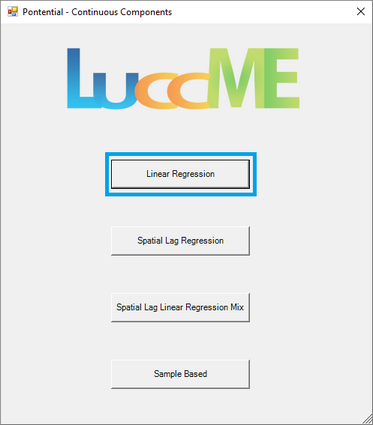 Pontential - Continuous Components
LuccME
Linear Regression
Spatial Lag Regression
Spatial Lag Linear Regression Mix
Sample Based